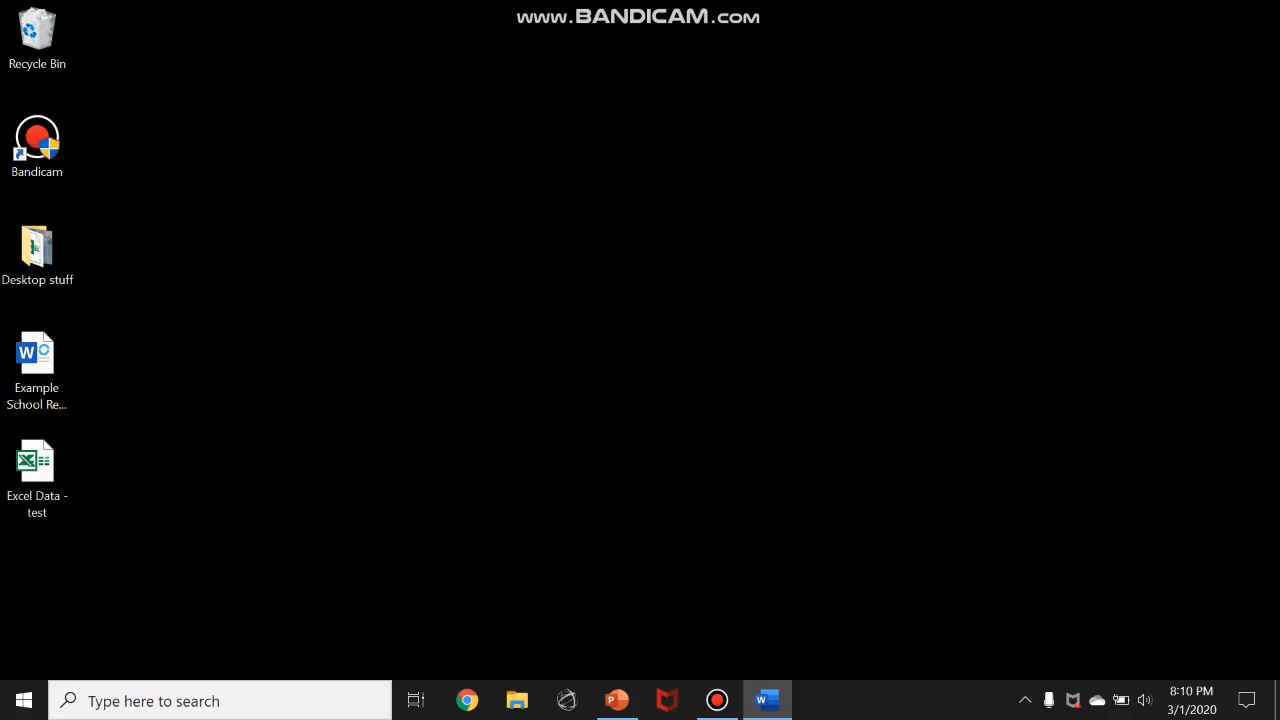 www.BANDICAM.com
Recycle Bin
Bandicam
Desktop stuff
Example
School Re...
Excel Data -
test
Type here to search
8:10 PM
3/1/2020